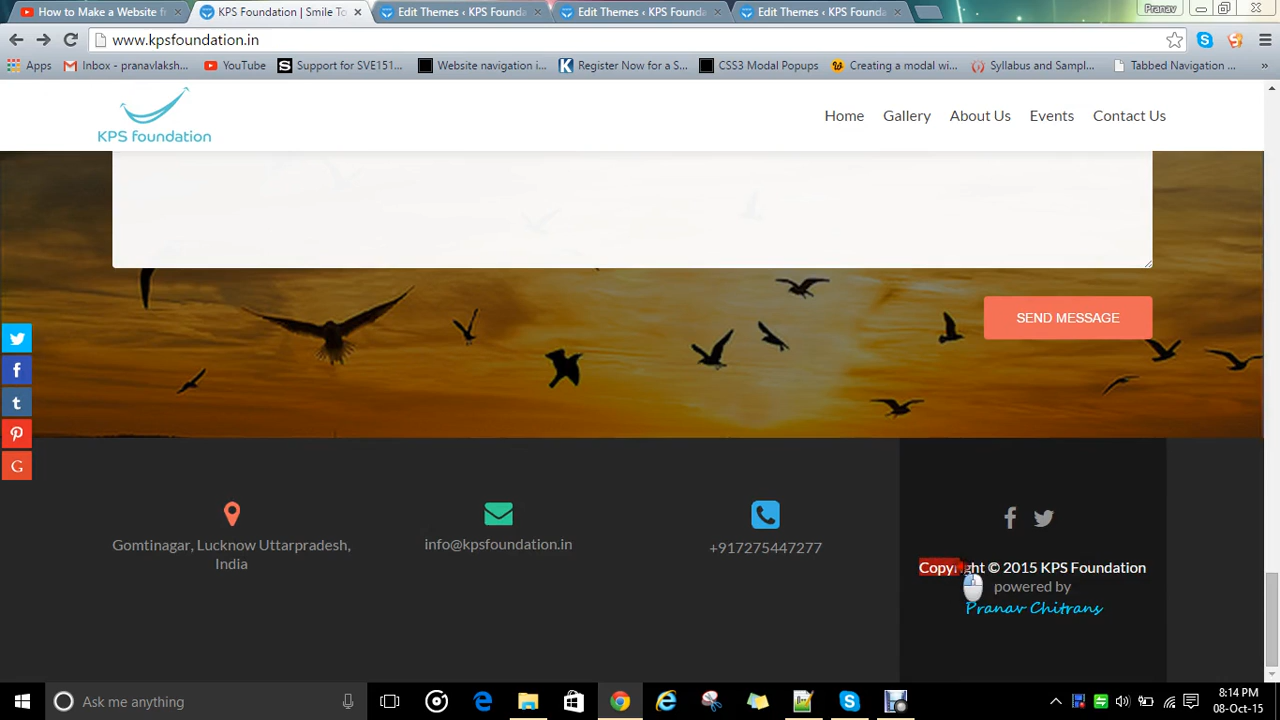 How to Make a Website fr
KPS Foundation | Smile To
Edit Themes ‹ KPS Founda
Edit Themes ‹ KPS Founda
Edit Themes ‹ KPS Founda
Pranav
www.kpsfoundation.in
Apps
Inbox - pranavlaksh...
YouTube
Support for SVE151...
Website navigation i...
Register Now for a S...
CSS3 Modal Popups
Creating a modal wi...
Syllabus and Sampl...
Tabbed Navigation ...
»
KPS foundation
Home
Gallery
About Us
Events
Contact Us
SEND MESSAGE
Gomtinagar, Lucknow Uttarpradesh,
India
info@kpsfoundation.in
+917275447277
Copyright © 2015 KPS Foundation
powered by
Pranav Chitrans
Ask me anything
8:14 PM
08-Oct-15